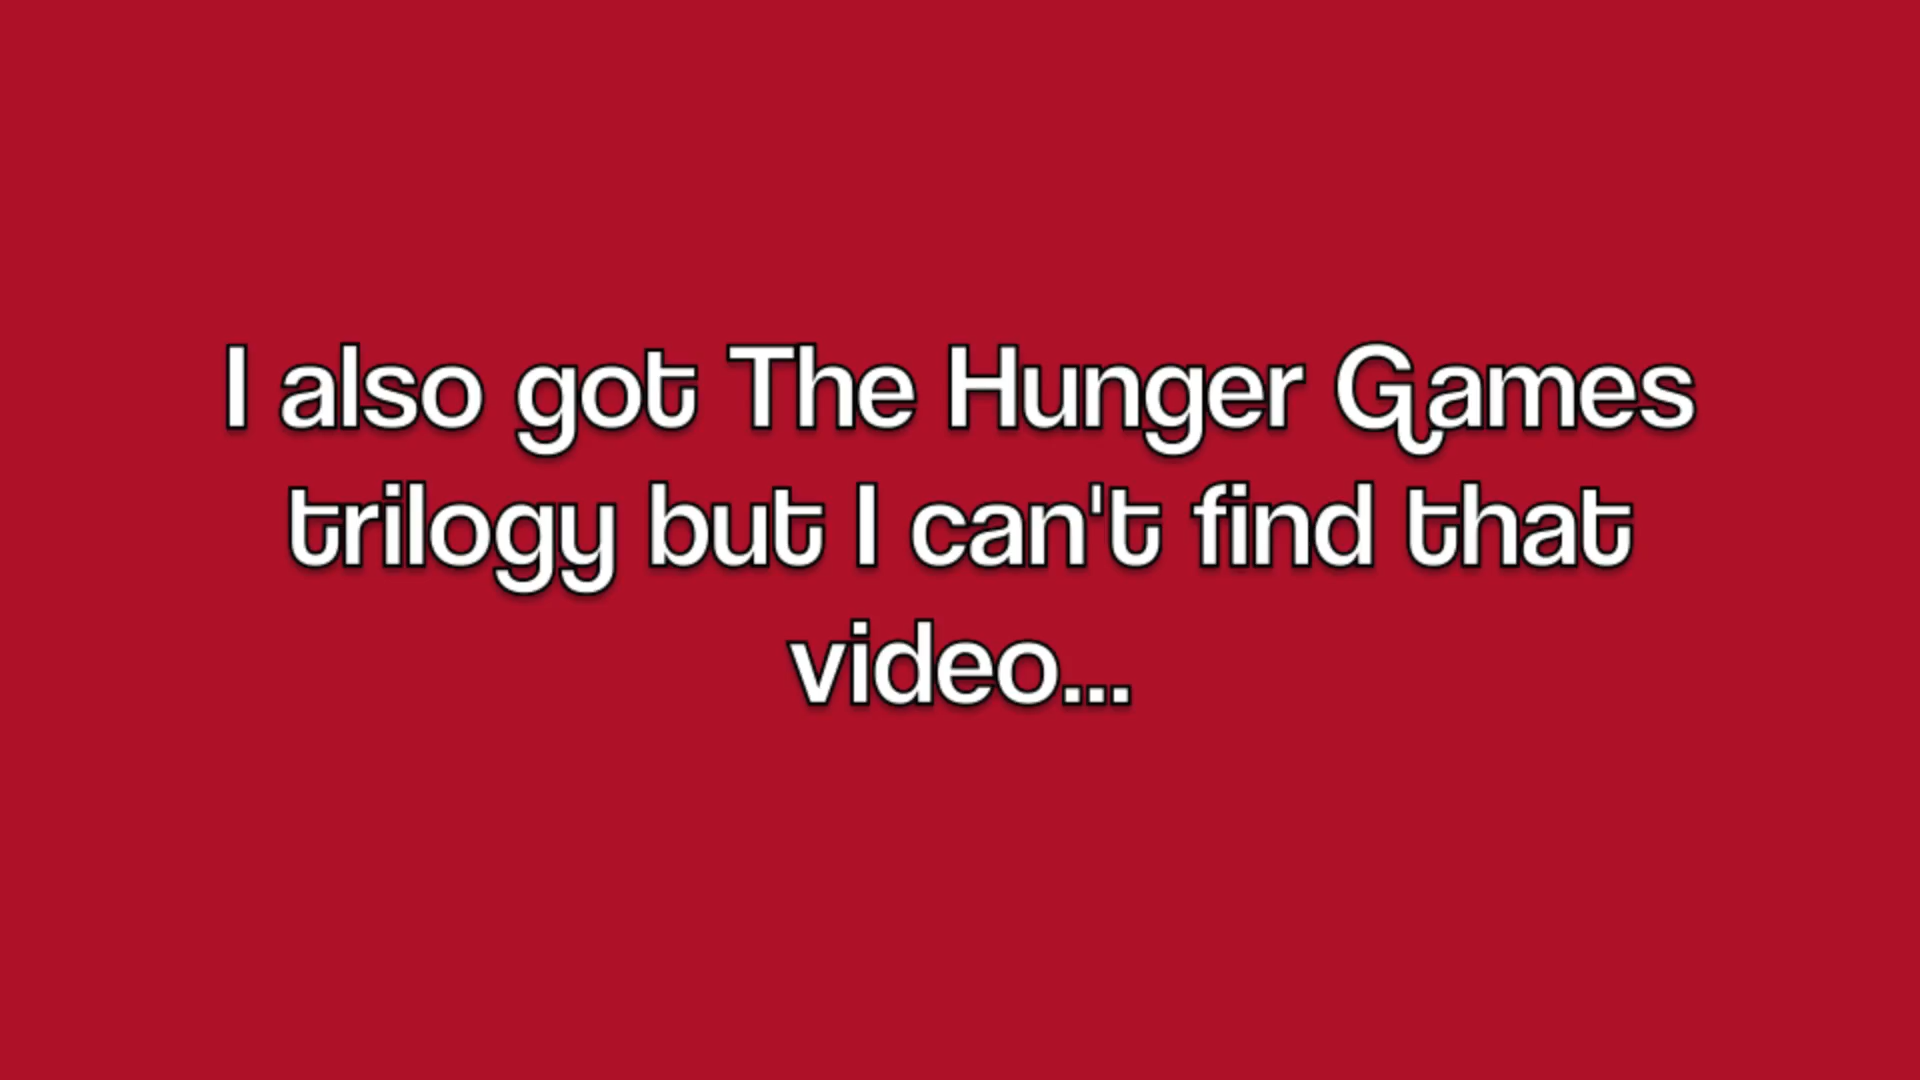 I also got The Hunger Games
trilogy but I can't find that
video...